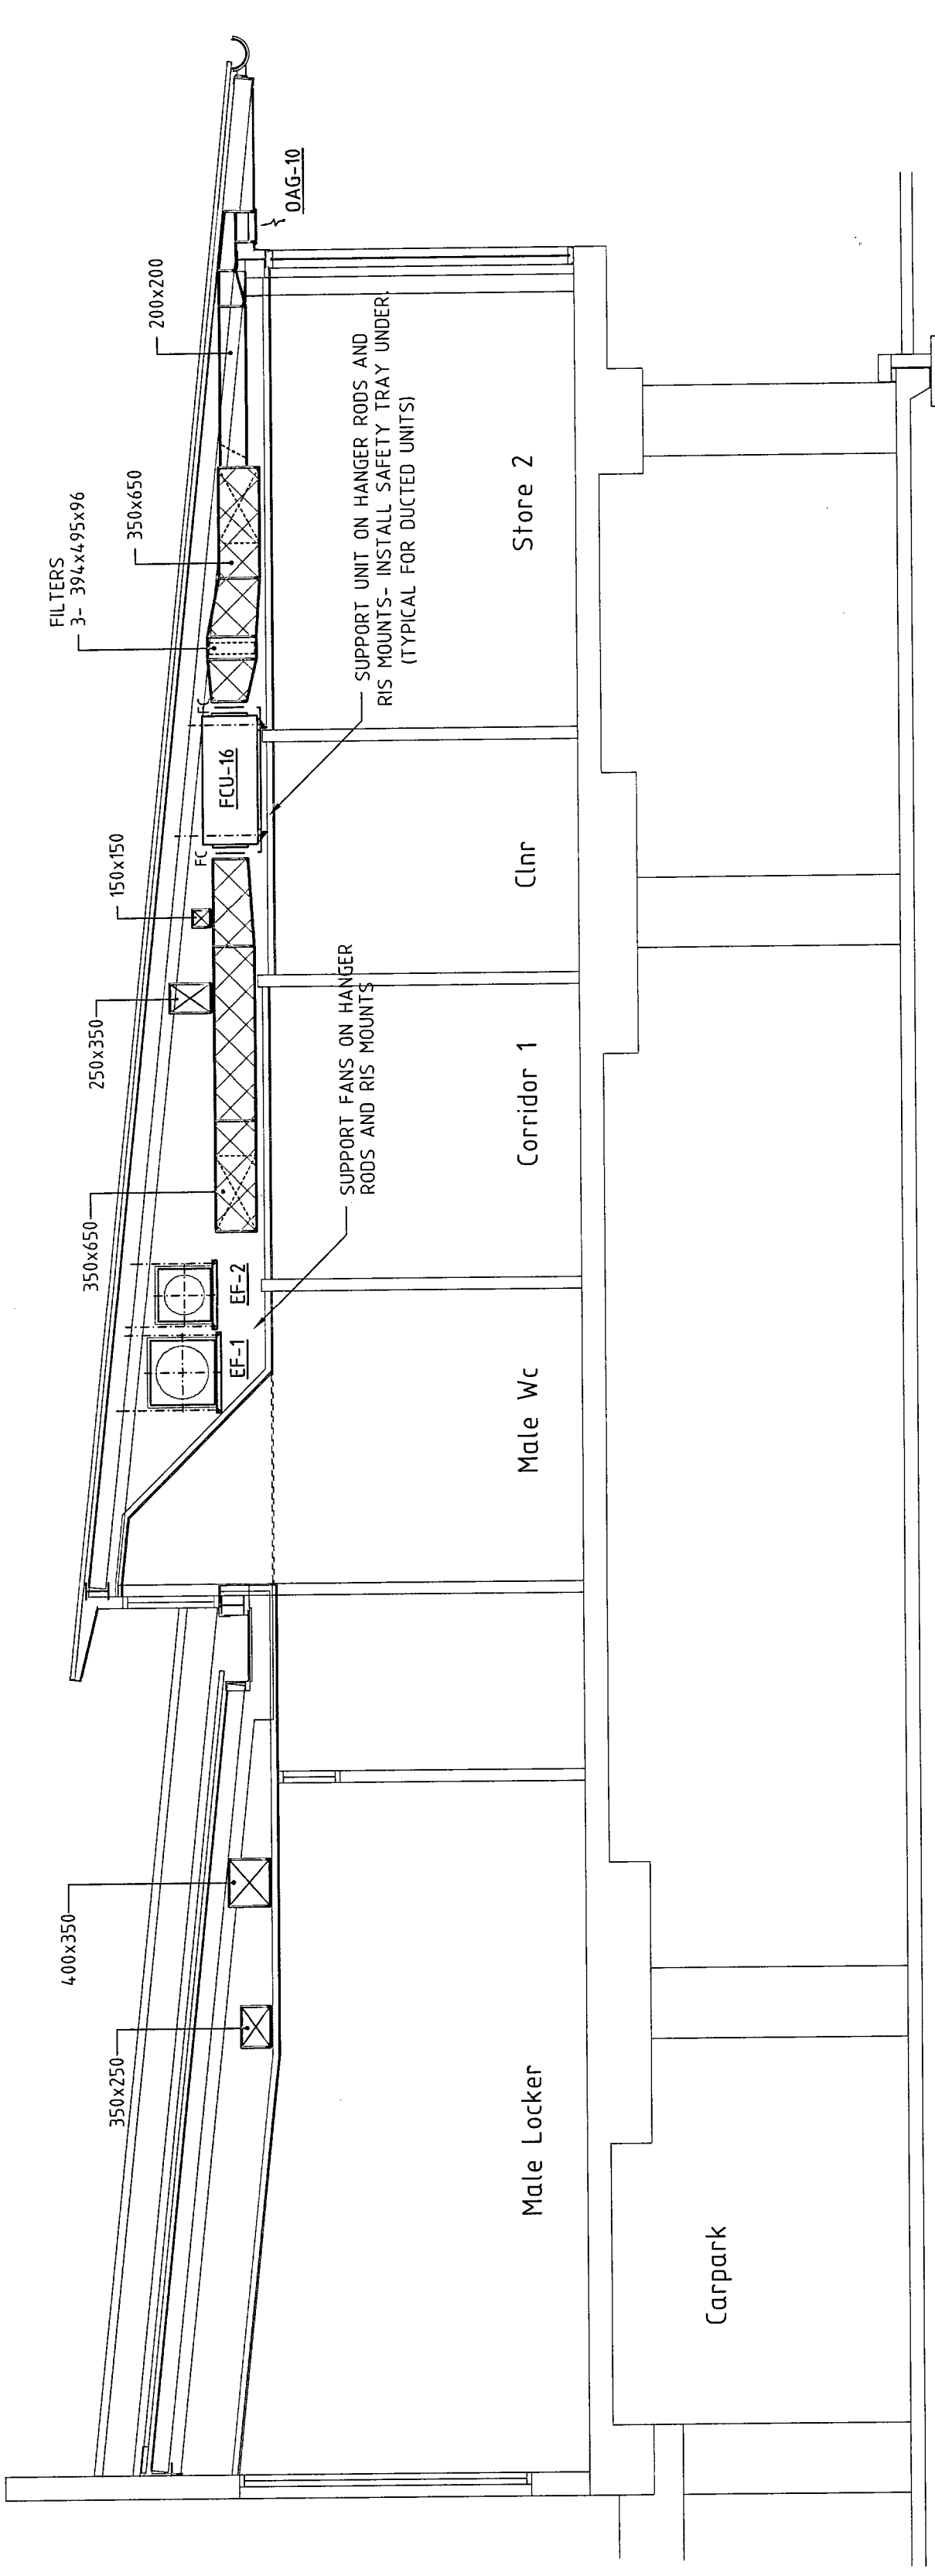 350x250
400x350
350x650
250x350
150x150
FILTERS
3- 394x495x96
350x650
200x200
OAG-10
EF-1
EF-2
FC
FCU-16
FC
SUPPORT FANS ON HANGER
RODS AND RIS MOUNTS
SUPPORT UNIT ON HANGER RODS AND
RIS MOUNTS- INSTALL SAFETY TRAY UNDER.
(TYPICAL FOR DUCTED UNITS)
Male Locker
Male Wc
Corridor 1
Clnr
Store 2
Carpark